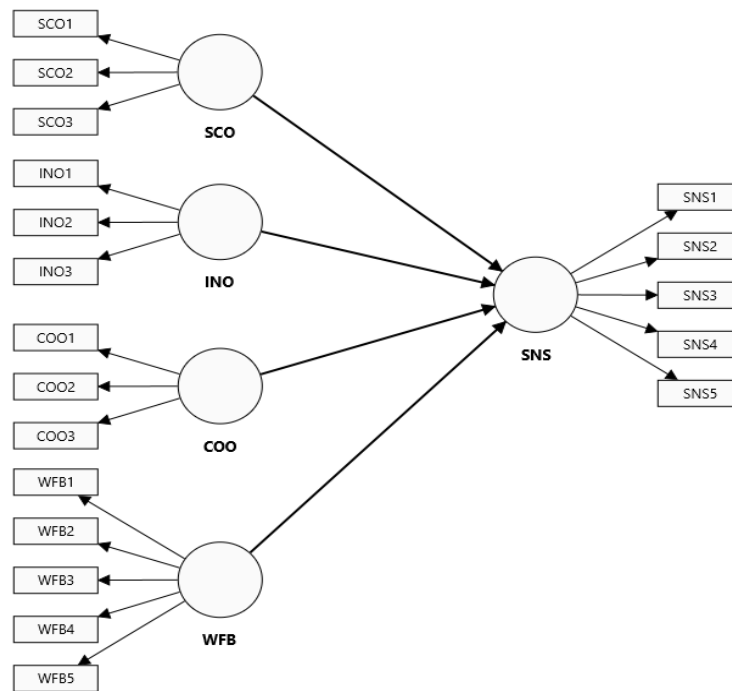 SCO1
SCO2
SCO3
SCO
INO1
INO2
INO3
INO
COO1
COO2
COO3
COO
WFB1
WFB2
WFB3
WFB4
WFB5
WFB
SNS
SNS1
SNS2
SNS3
SNS4
SNS5